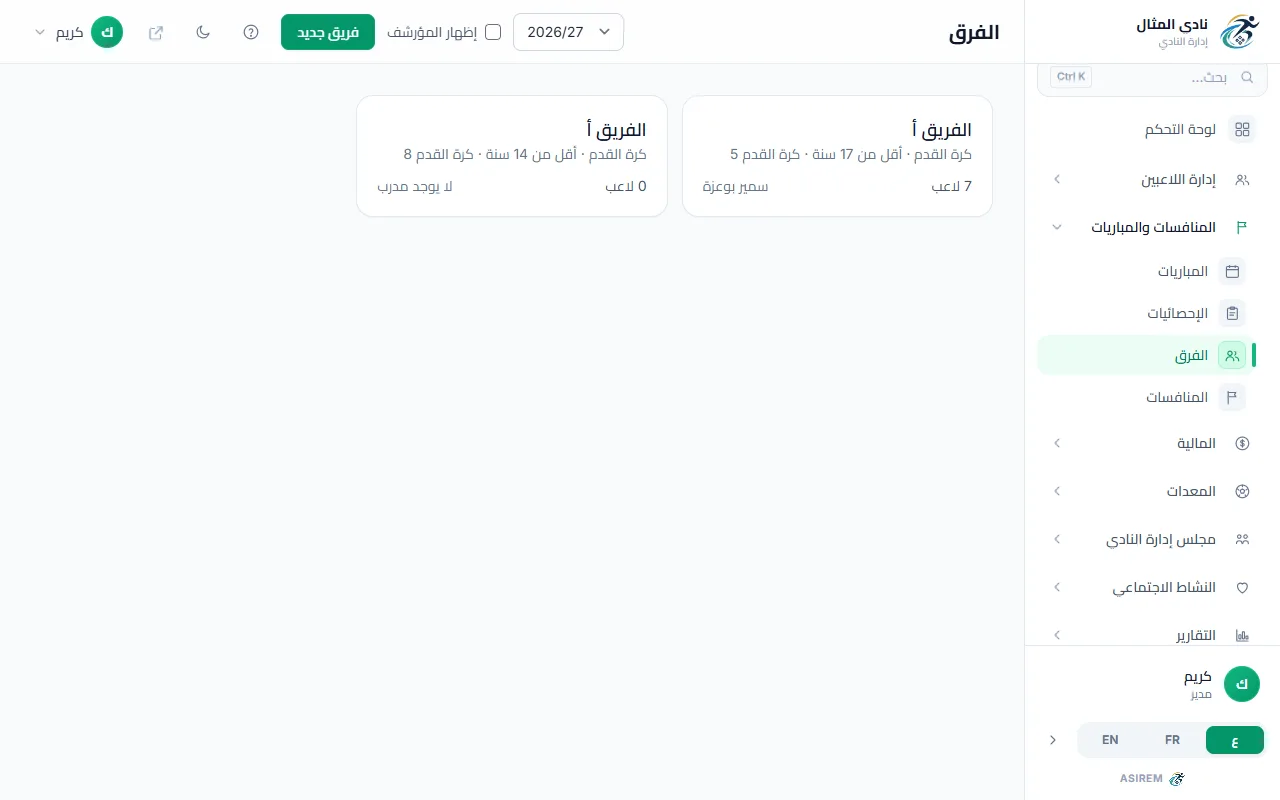 نادي المثال
إدارة النادي
بحث...
Ctrl K
لوحة التحكم
إدارة اللاعبين
المنافسات والمباريات
المباريات
الإحصائيات
الفرق
المنافسات
المالية
المعدات
مجلس إدارة النادي
النشاط الاجتماعي
التقارير
ك
كريم
مدير
ع
FR
EN
ASIREM
الفرق
2026/27
إظهار المؤرشف
فريق جديد
ك
كريم
الفريق أ
كرة القدم · أقل من 17 سنة · كرة القدم 5
7 لاعب
سمير بوعزة
الفريق أ
كرة القدم · أقل من 14 سنة · كرة القدم 8
0 لاعب
لا يوجد مدرب